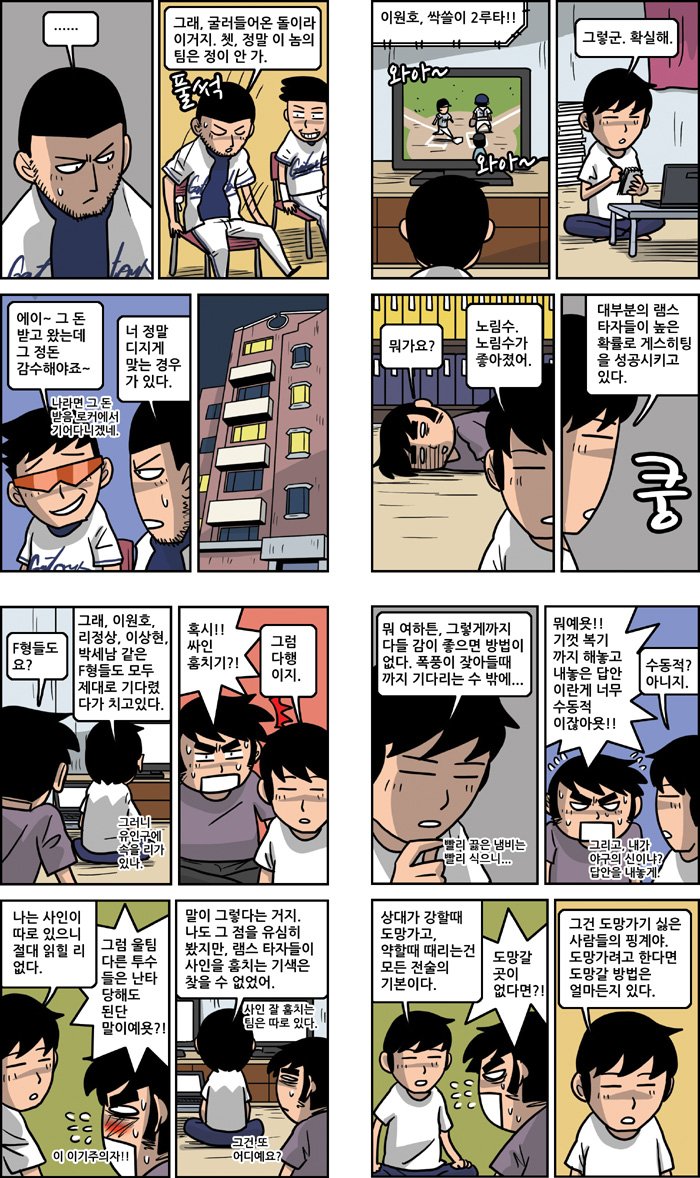 ......
그래, 굴러들어온 돌이라
이거지. 쳇, 정말 이 놈의
팀은 정이 안 가.
풀썩
에이~ 그 돈
받고 왔는데
그 정돈
감수해야죠~
나라면 그 돈
받음 로커에서
기어다니겠네.
너 정말
디지게
맞는 경우
가 있다.
이원호, 싹쓸이 2루타!!
와아~
와아~
그렇군. 확실해.
뭐가요?
노림수.
노림수가
좋아졌어.
대부분의 램스
타자들이 높은
확률로 게스히팅
을 성공시키고
있다.
쿵
F형들도
요?
그래, 이원호,
리정상, 이상현,
박세남 같은
F형들도 모두
제대로 기다렸
다가 치고있다.
그러니
유인구에
속을 리가
있나.
혹시!!
싸인
훔치기?!
그럼
다행
이지.
나는 사인이
따로 있으니
절대 읽힐 리
없다.
그럼 울팀
다른 투수
들은 난타
당해도
된단
말이예욧?!
이 이기주의자!!
말이 그렇다는 거지.
나도 그 점을 유심히
봤지만, 램스 타자들이
사인을 훔치는 기색은
찾을 수 없었어.
사인 잘 훔치는
팀은 따로 있다.
그건 또
어디예요?
뭐 여하튼, 그렇게까지
다들 감이 좋으면 방법이
없다. 폭풍이 잦아들때
까지 기다리는 수 밖에...
빨리 끓은 냄비는
빨리 식으니...
뭐예욧!!
기껏 복기
까지 해놓고
내놓은 답안
이란게 너무
수동적
이잖아욧!!
수동적?
아니지.
그리고, 내가
야구의 신이냐?
답안을 내놓게.
상대가 강할때
도망가고,
약할때 때리는건
모든 전술의
기본이다.
도망갈
곳이
없다면?!
그건 도망가기 싫은
사람들의 핑계야.
도망가려고 한다면
도망갈 방법은
얼마든지 있다.